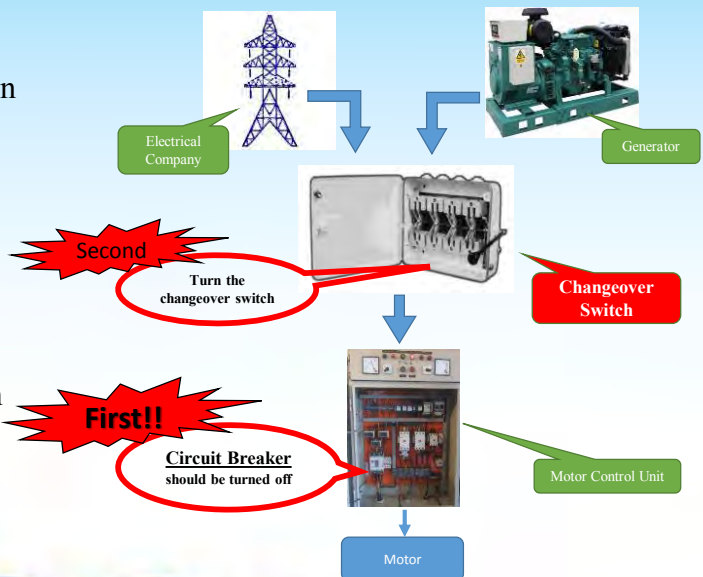 n
Electrical
Company
Generator
Second
Turn the
changeover switch
Changeover
Switch
First!!
Circuit Breaker
should be turned off
Motor Control Unit
Motor